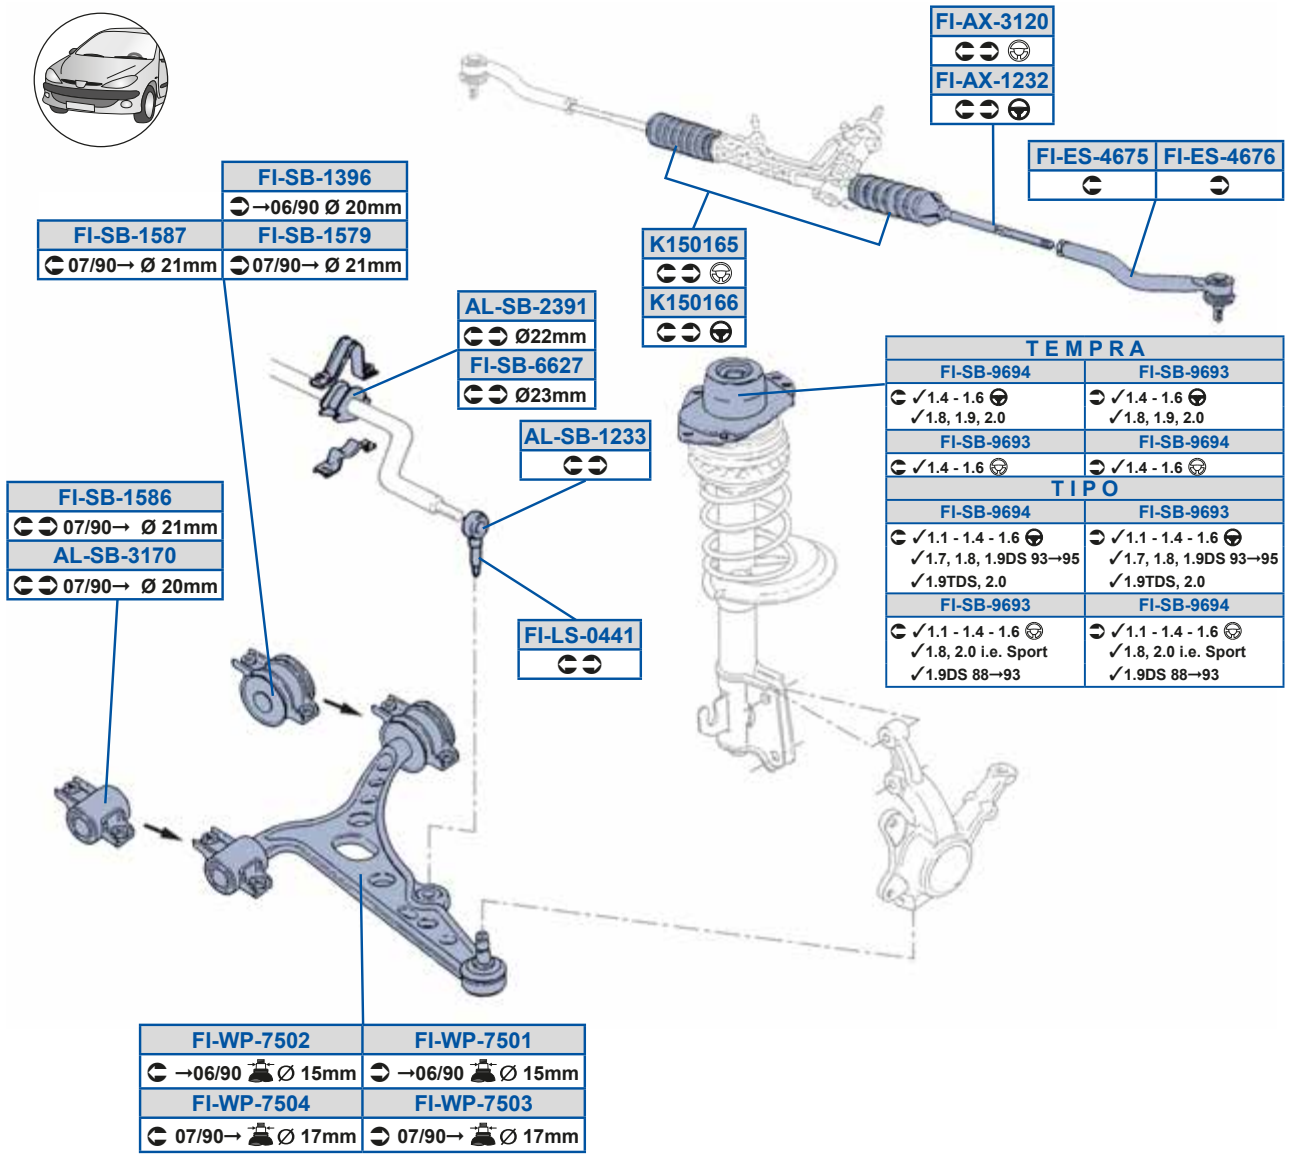 FI-AX-3120
FI-AX-1232
FI-ES-4675 FI-ES-4676
FI-SB-1396
→06/90 Ø 20mm
FI-SB-1587 FI-SB-1579
07/90→ Ø 21mm 07/90→ Ø 21mm
K150165
K150166
AL-SB-2391
Ø22mm
FI-SB-6627
Ø23mm
AL-SB-1233
TEMPRA
FI-SB-9694 FI-SB-9693
✓1.4 - 1.6 ✓1.4 - 1.6
✓1.8, 1.9, 2.0 ✓1.8, 1.9, 2.0
FI-SB-9693 FI-SB-9694
✓1.4 - 1.6 ✓1.4 - 1.6
TIPO
FI-SB-9694 FI-SB-9693
✓1.1 - 1.4 - 1.6 ✓1.1 - 1.4 - 1.6
✓1.7, 1.8, 1.9DS 93→95 ✓1.7, 1.8, 1.9DS 93→95
✓1.9TDS, 2.0 ✓1.9TDS, 2.0
FI-SB-9693 FI-SB-9694
✓1.1 - 1.4 - 1.6 ✓1.1 - 1.4 - 1.6
✓1.8, 2.0 i.e. Sport ✓1.8, 2.0 i.e. Sport
✓1.9DS 88→93 ✓1.9DS 88→93
FI-SB-1586
07/90→ Ø 21mm
AL-SB-3170
07/90→ Ø 20mm
FI-LS-0441
FI-WP-7502 FI-WP-7501
→06/90 Ø 15mm →06/90 Ø 15mm
FI-WP-7504 FI-WP-7503
07/90→ Ø 17mm 07/90→ Ø 17mm